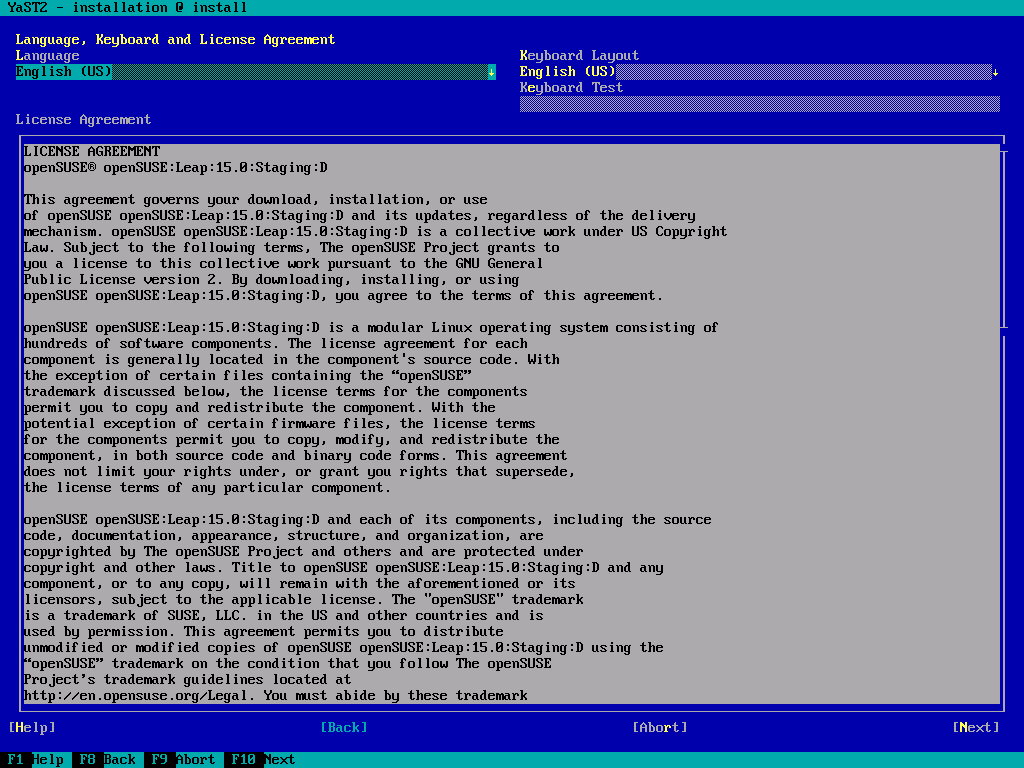 YaST2 - installation @ install
Language, Keyboard and License Agreement
Language
English (US)↓
Keyboard Layout
English (US)↓
Keyboard Test
License Agreement
LICENSE AGREEMENT
openSUSE® openSUSE:Leap:15.0:Staging:D
This agreement governs your download, installation, or use
of openSUSE openSUSE:Leap:15.0:Staging:D and its updates, regardless of the delivery
mechanism. openSUSE openSUSE:Leap:15.0:Staging:D is a collective work under US Copyright
Law. Subject to the following terms, The openSUSE Project grants to
you a license to this collective work pursuant to the GNU General
Public License version 2. By downloading, installing, or using
openSUSE openSUSE:Leap:15.0:Staging:D, you agree to the terms of this agreement.
openSUSE openSUSE:Leap:15.0:Staging:D is a modular Linux operating system consisting of
hundreds of software components. The license agreement for each
component is generally located in the component's source code. With
the exception of certain files containing the “openSUSE”
trademark discussed below, the license terms for the components
permit you to copy and redistribute the component. With the
potential exception of certain firmware files, the license terms
for the components permit you to copy, modify, and redistribute the
component, in both source code and binary code forms. This agreement
does not limit your rights under, or grant you rights that supersede,
the license terms of any particular component.
openSUSE openSUSE:Leap:15.0:Staging:D and each of its components, including the source
code, documentation, appearance, structure, and organization, are
copyrighted by The openSUSE Project and others and are protected under
copyright and other laws. Title to openSUSE openSUSE:Leap:15.0:Staging:D and any
component, or to any copy, will remain with the aforementioned or its
licensors, subject to the applicable license. The "openSUSE" trademark
is a trademark of SUSE, LLC. in the US and other countries and is
used by permission. This agreement permits you to distribute
unmodified or modified copies of openSUSE openSUSE:Leap:15.0:Staging:D using the
“openSUSE” trademark on the condition that you follow The openSUSE
Project’s trademark guidelines located at
http://en.opensuse.org/Legal. You must abide by these trademark
[Help] [Back] [Abort] [Next]
F1 Help F8 Back F9 Abort F10 Next